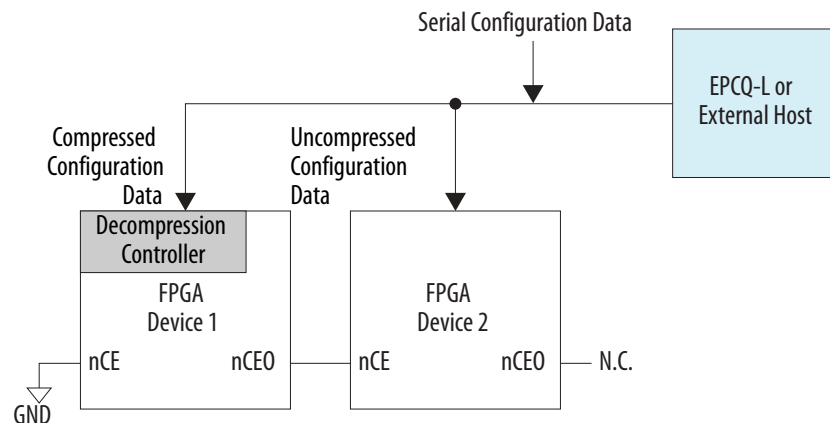 Serial Configuration Data
EPCQ-L or
External Host
Compressed
Configuration
Data
Uncompressed
Configuration
Data
Decompression
Controller
FPGA
Device 1
FPGA
Device 2
nCE
nCEO
nCE
nCEO
N.C.
GND